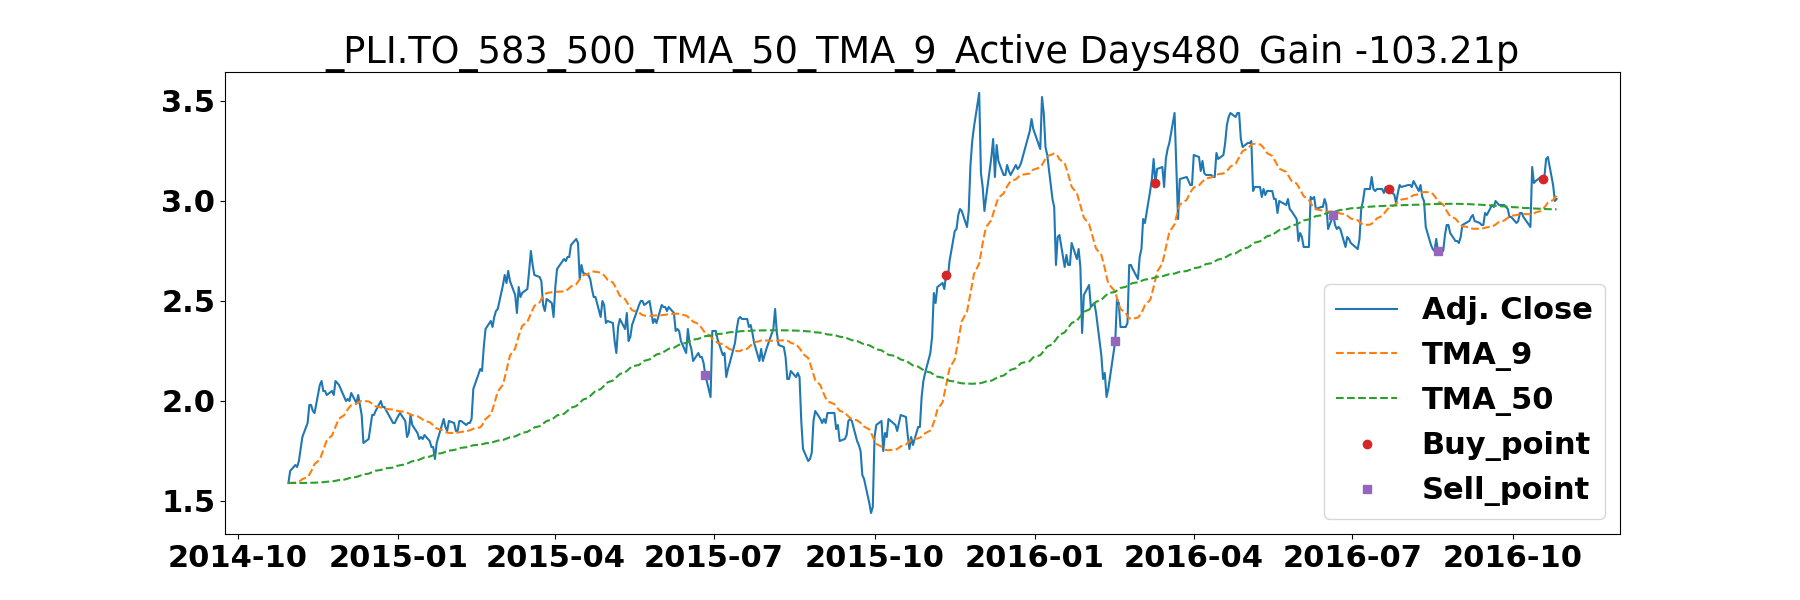 _PLI.TO_583_500_TMA_50_TMA_9_Active Days480_Gain -103.21p
3.5
3.0
2.5
2.0
1.5
Adj. Close
TMA_9
TMA_50
Buy_point
Sell_point
2014-10 2015-01 2015-04 2015-07 2015-10 2016-01 2016-04 2016-07 2016-10